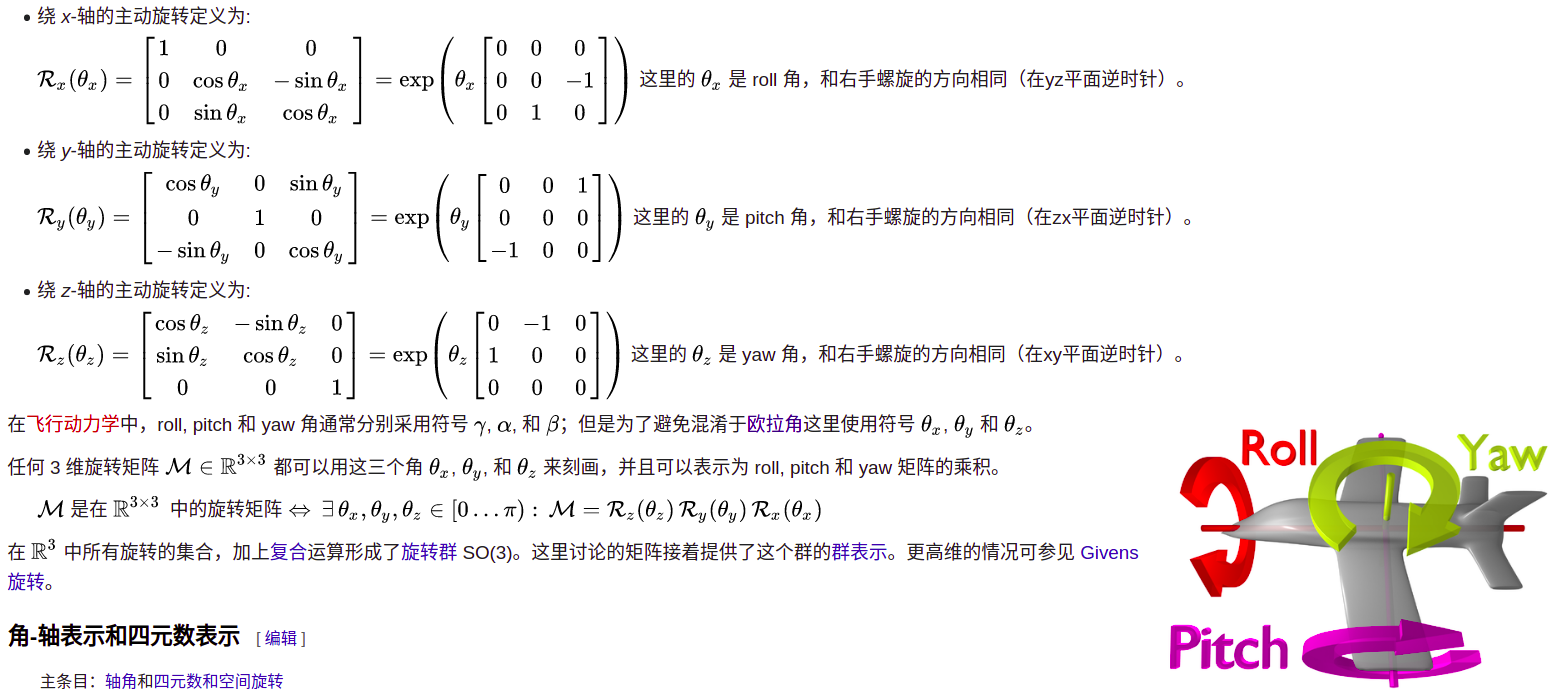 • 绕 x-轴的主动旋转定义为:
$\mathcal{R}_x(\theta_x) = \begin{bmatrix} 1 & 0 & 0 \\ 0 & \cos\theta_x & -\sin\theta_x \\ 0 & \sin\theta_x & \cos\theta_x \end{bmatrix} = \exp\left(\theta_x \begin{bmatrix} 0 & 0 & 0 \\ 0 & 0 & -1 \\ 0 & 1 & 0 \end{bmatrix}\right)$ 这里的 $\theta_x$ 是 roll 角，和右手螺旋的方向相同（在yz平面逆时针）。
• 绕 y-轴的主动旋转定义为:
$\mathcal{R}_y(\theta_y) = \begin{bmatrix} \cos\theta_y & 0 & \sin\theta_y \\ 0 & 1 & 0 \\ -\sin\theta_y & 0 & \cos\theta_y \end{bmatrix} = \exp\left(\theta_y \begin{bmatrix} 0 & 0 & 1 \\ 0 & 0 & 0 \\ -1 & 0 & 0 \end{bmatrix}\right)$ 这里的 $\theta_y$ 是 pitch 角，和右手螺旋的方向相同（在zx平面逆时针）。
• 绕 z-轴的主动旋转定义为:
$\mathcal{R}_z(\theta_z) = \begin{bmatrix} \cos\theta_z & -\sin\theta_z & 0 \\ \sin\theta_z & \cos\theta_z & 0 \\ 0 & 0 & 1 \end{bmatrix} = \exp\left(\theta_z \begin{bmatrix} 0 & -1 & 0 \\ 1 & 0 & 0 \\ 0 & 0 & 0 \end{bmatrix}\right)$ 这里的 $\theta_z$ 是 yaw 角，和右手螺旋的方向相同（在xy平面逆时针）。
在飞行动力学中，roll, pitch 和 yaw 角通常分别采用符号 $\gamma$, $\alpha$, 和 $\beta$；但是为了避免混淆于欧拉角这里使用符号 $\theta_x$, $\theta_y$ 和 $\theta_z$。
任何 3 维旋转矩阵 $\mathcal{M} \in \mathbb{R}^{3\times3}$ 都可以用这三个角 $\theta_x$, $\theta_y$, 和 $\theta_z$ 来刻画，并且可以表示为 roll, pitch 和 yaw 矩阵的乘积。
$\mathcal{M}$ 是在 $\mathbb{R}^{3\times3}$ 中的旋转矩阵 $\Leftrightarrow \exists\, \theta_x, \theta_y, \theta_z \in [0 \ldots \pi) : \mathcal{M} = \mathcal{R}_z(\theta_z)\, \mathcal{R}_y(\theta_y)\, \mathcal{R}_x(\theta_x)$
在 $\mathbb{R}^3$ 中所有旋转的集合，加上复合运算形成了旋转群 SO(3)。这里讨论的矩阵接着提供了这个群的群表示。更高维的情况可参见 Givens
旋转。
角-轴表示和四元数表示 [ 编辑 ]
主条目：轴角和四元数和空间旋转
Roll
Yaw
Pitch